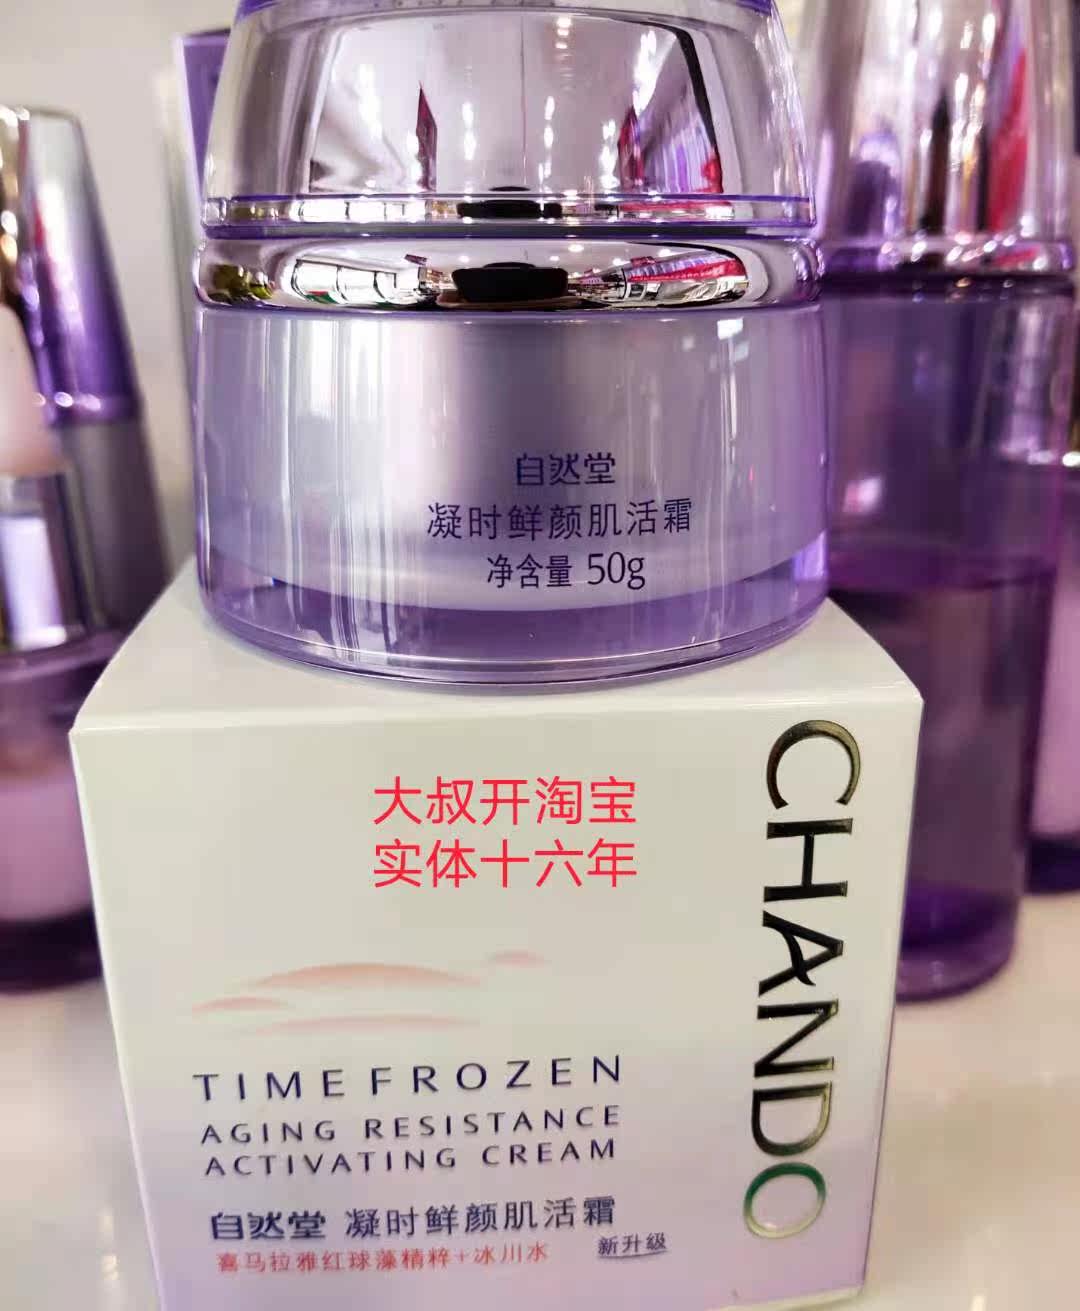 自然堂
凝时鲜颜肌活霜
净含量 50g
大叔开淘宝
实体十六年
CHANDO
TIME FROZEN
AGING RESISTANCE
ACTIVATING CREAM
自然堂 凝时鲜颜肌活霜
喜马拉雅红球藻精粹+冰川水 新升级